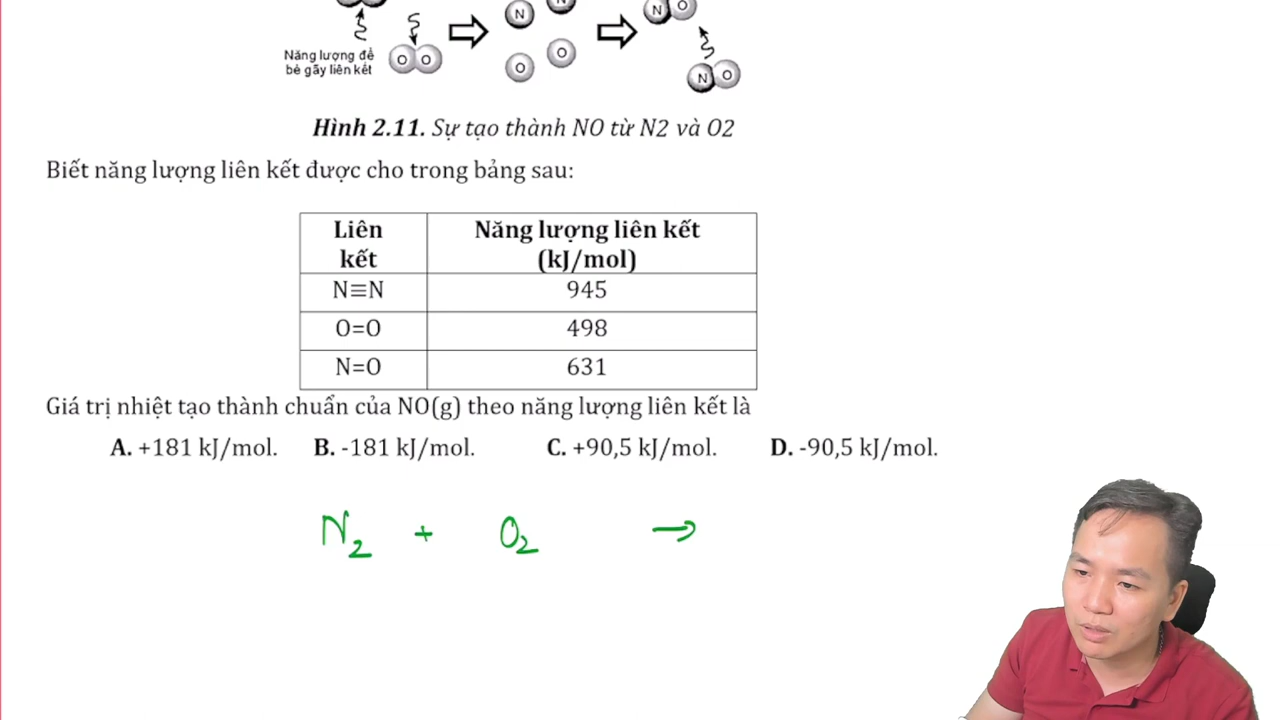 N N N O
Năng lượng để
bẻ gãy liên kết
O O O O N O
Hình 2.11. Sự tạo thành NO từ N2 và O2
Biết năng lượng liên kết được cho trong bảng sau:
Liên kết Năng lượng liên kết (kJ/mol)
N≡N 945
O=O 498
N=O 631
Giá trị nhiệt tạo thành chuẩn của NO(g) theo năng lượng liên kết là
A. +181 kJ/mol. B. -181 kJ/mol. C. +90,5 kJ/mol. D. -90,5 kJ/mol.
N₂ + O₂ →